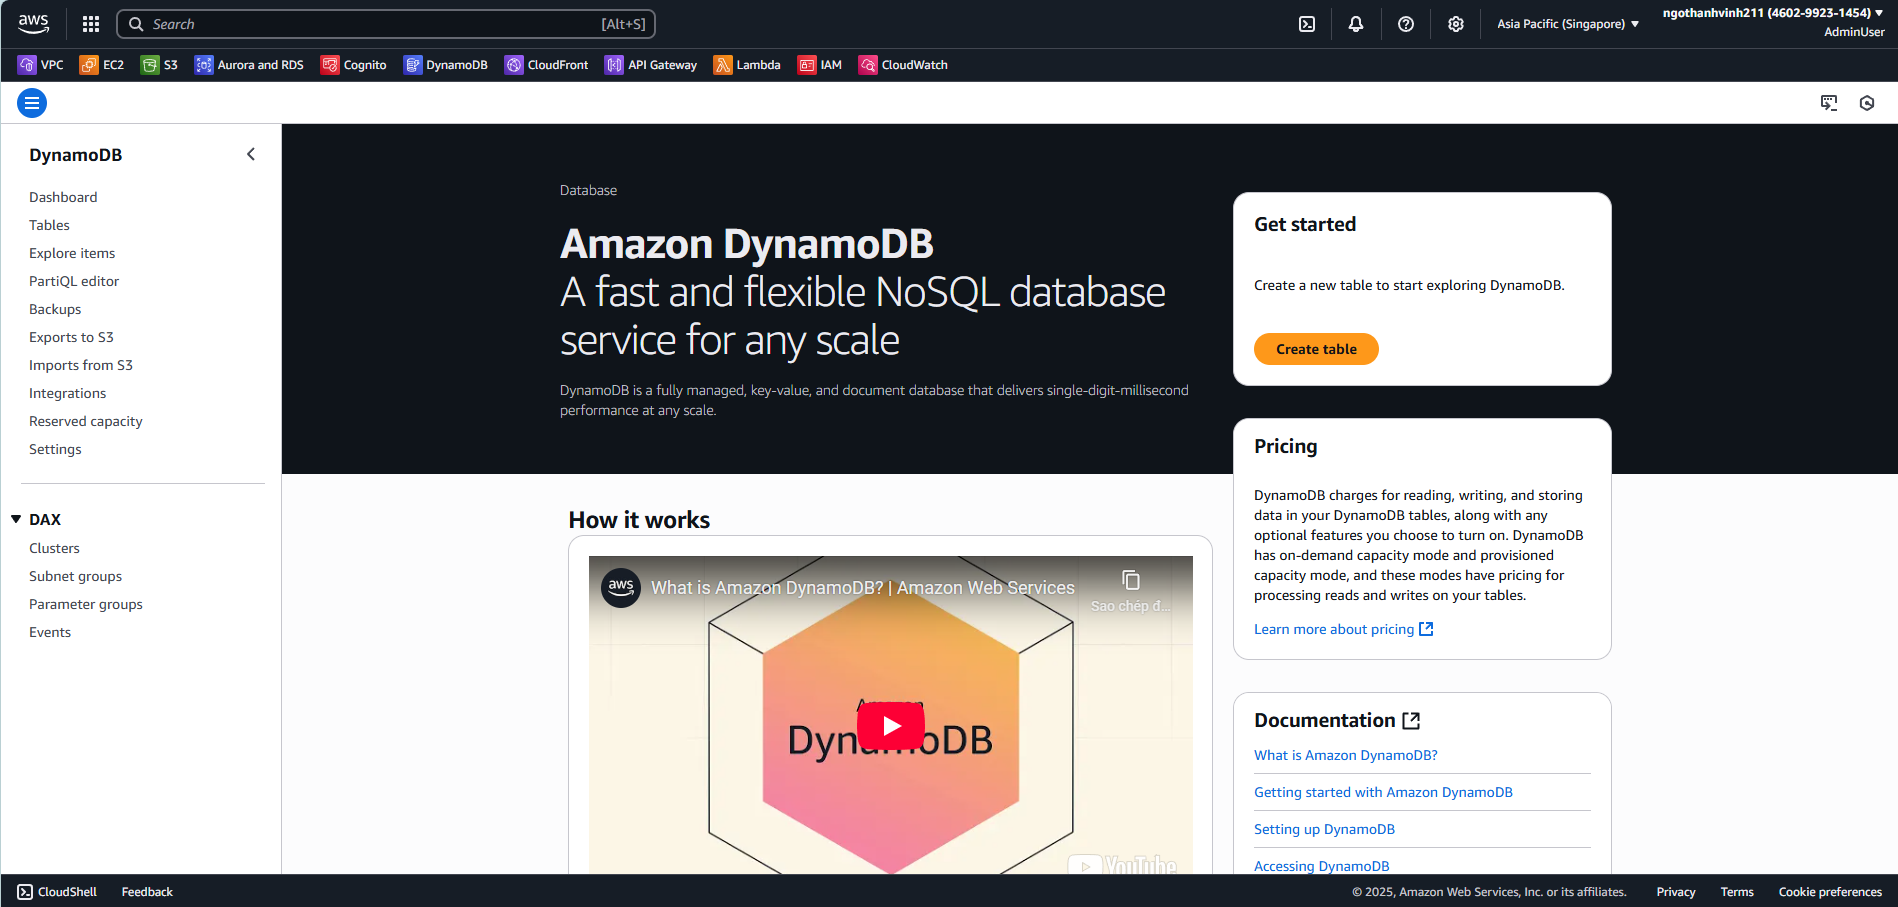 aws
Search
[Alt+S]
Asia Pacific (Singapore)
ngothanhvinh211 (4602-9923-1454)
AdminUser
VPC
EC2
S3
Aurora and RDS
Cognito
DynamoDB
CloudFront
API Gateway
Lambda
IAM
CloudWatch
DynamoDB
Dashboard
Tables
Explore items
PartiQL editor
Backups
Exports to S3
Imports from S3
Integrations
Reserved capacity
Settings
DAX
Clusters
Subnet groups
Parameter groups
Events
Database
Amazon DynamoDB
A fast and flexible NoSQL database
service for any scale
DynamoDB is a fully managed, key-value, and document database that delivers single-digit-millisecond
performance at any scale.
Get started
Create a new table to start exploring DynamoDB.
Create table
Pricing
DynamoDB charges for reading, writing, and storing
data in your DynamoDB tables, along with any
optional features you choose to turn on. DynamoDB
has on-demand capacity mode and provisioned
capacity mode, and these modes have pricing for
processing reads and writes on your tables.
Learn more about pricing
How it works
aws
What is Amazon DynamoDB? | Amazon Web Services
Sao chép đ...
Amazon
DynamoDB
YouTube
Documentation
What is Amazon DynamoDB?
Getting started with Amazon DynamoDB
Setting up DynamoDB
Accessing DynamoDB
CloudShell
Feedback
© 2025, Amazon Web Services, Inc. or its affiliates.
Privacy
Terms
Cookie preferences